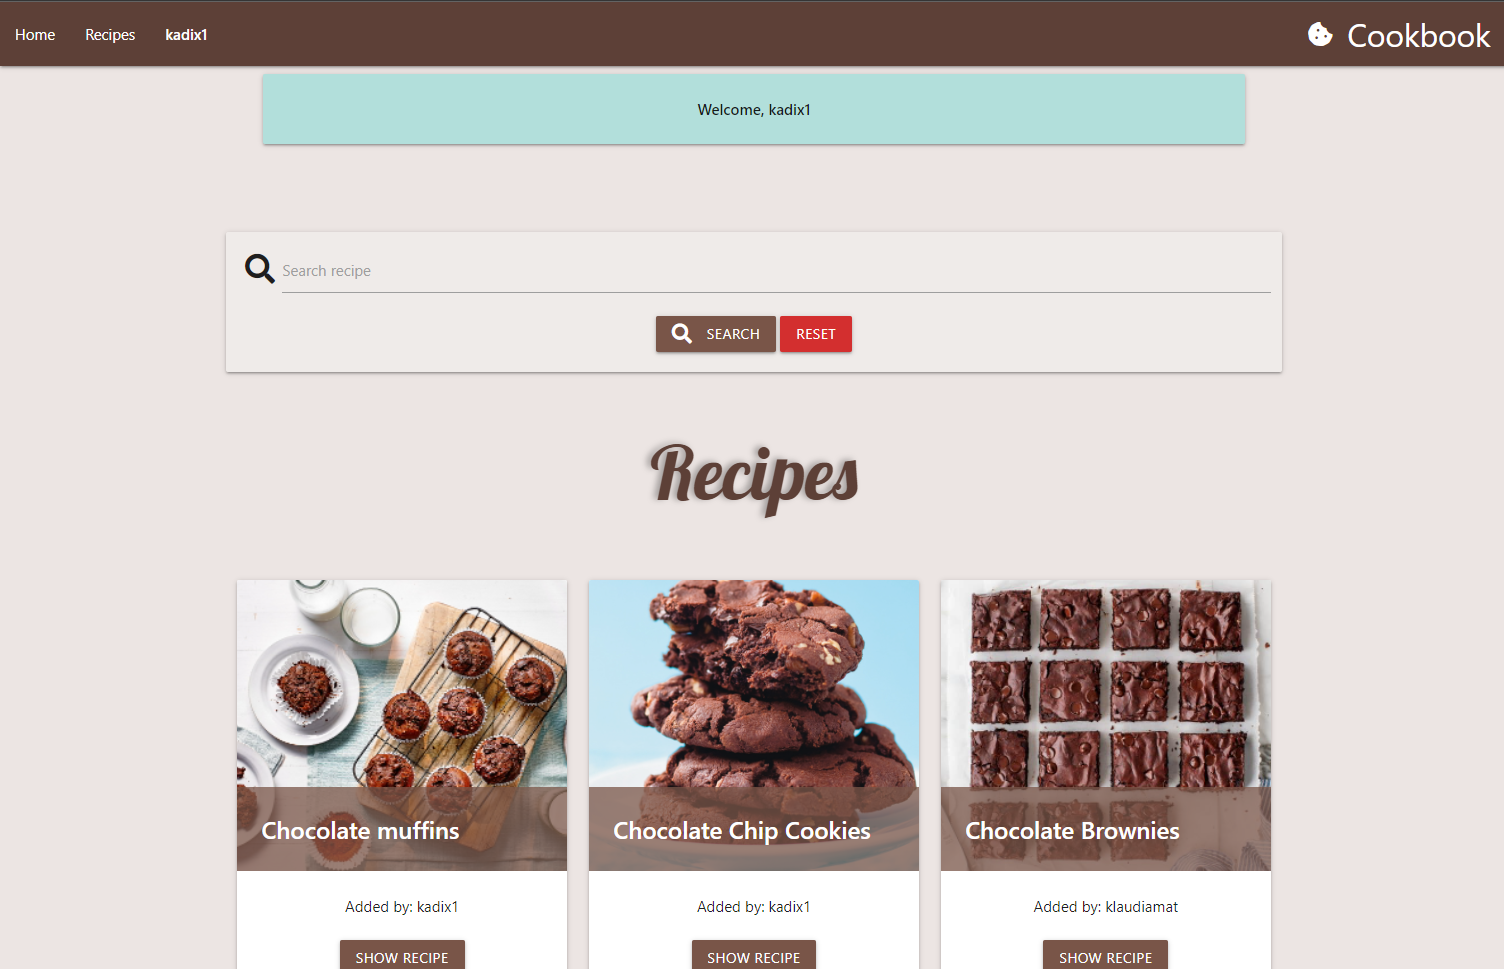 Home Recipes kadix1 Cookbook
Welcome, kadix1
Search recipe
SEARCH RESET
Recipes
Chocolate muffins
Chocolate Chip Cookies
Chocolate Brownies
Added by: kadix1
Added by: kadix1
Added by: klaudiamat
SHOW RECIPE
SHOW RECIPE
SHOW RECIPE